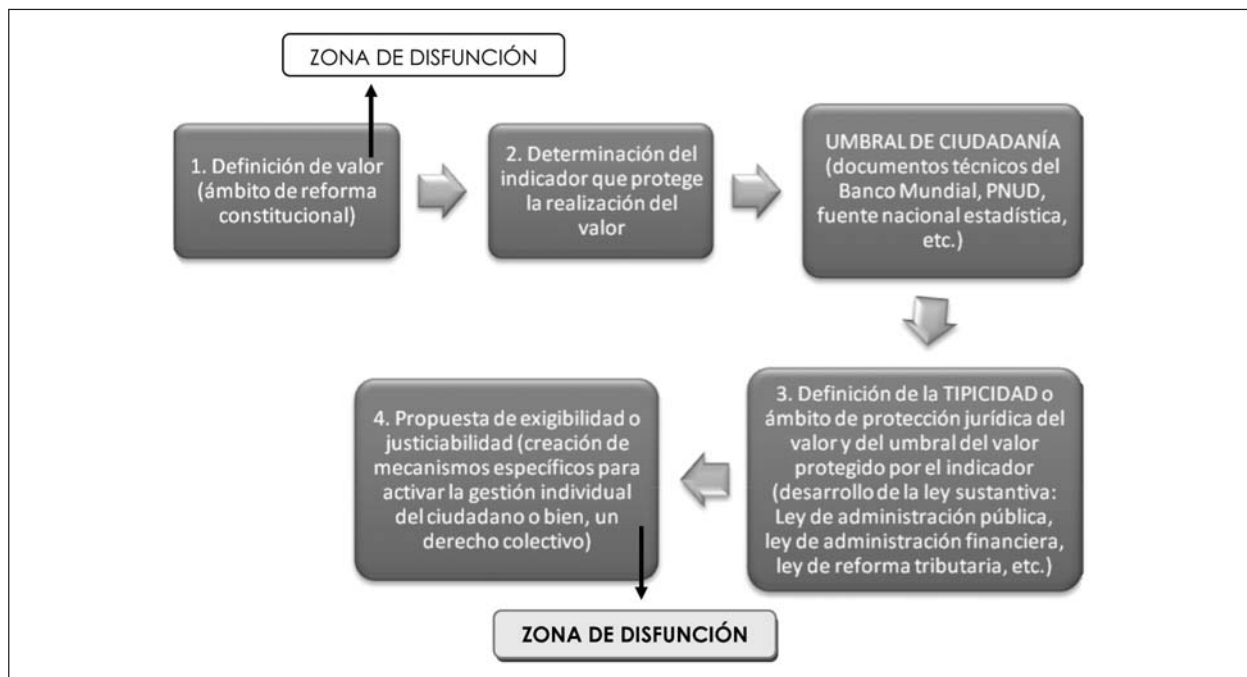 ZONA DE DISFUNCIÓN
1. Definición de valor
(ámbito de reforma
constitucional)
2. Determinación del
indicador que protege
la realización del
valor
UMBRAL DE CIUDADANÍA
(documentos técnicos del
Banco Mundial, PNUD,
fuente nacional estadística,
etc.)
3. Definición de la TIPICIDAD o
ámbito de protección jurídica del
valor y del umbral del valor
protegido por el indicador
(desarrollo de la ley sustantiva:
Ley de administración pública,
ley de administración financiera,
ley de reforma tributaria, etc.)
4. Propuesta de exigibilidad o
justiciabilidad (creación de
mecanismos específicos para
activar la gestión individual
del ciudadano o bien, un
derecho colectivo)
ZONA DE DISFUNCIÓN